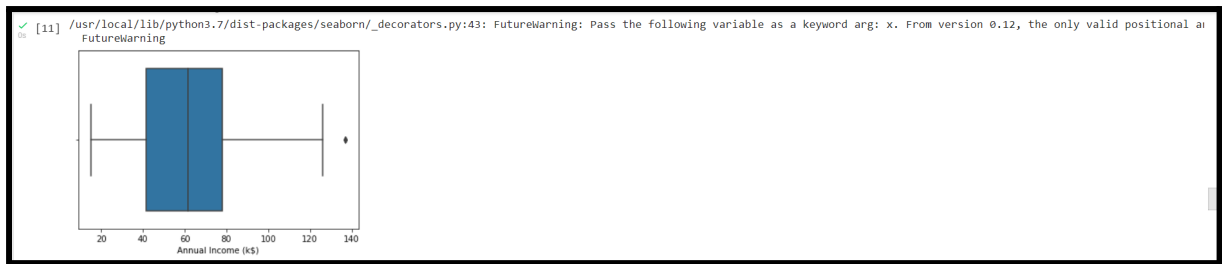 [11] /usr/local/lib/python3.7/dist-packages/seaborn/_decorators.py:43: FutureWarning: Pass the following variable as a keyword arg: x. From version 0.12, the only valid positional ar
FutureWarning
0s
20 40 60 80 100 120 140
Annual Income (k$)